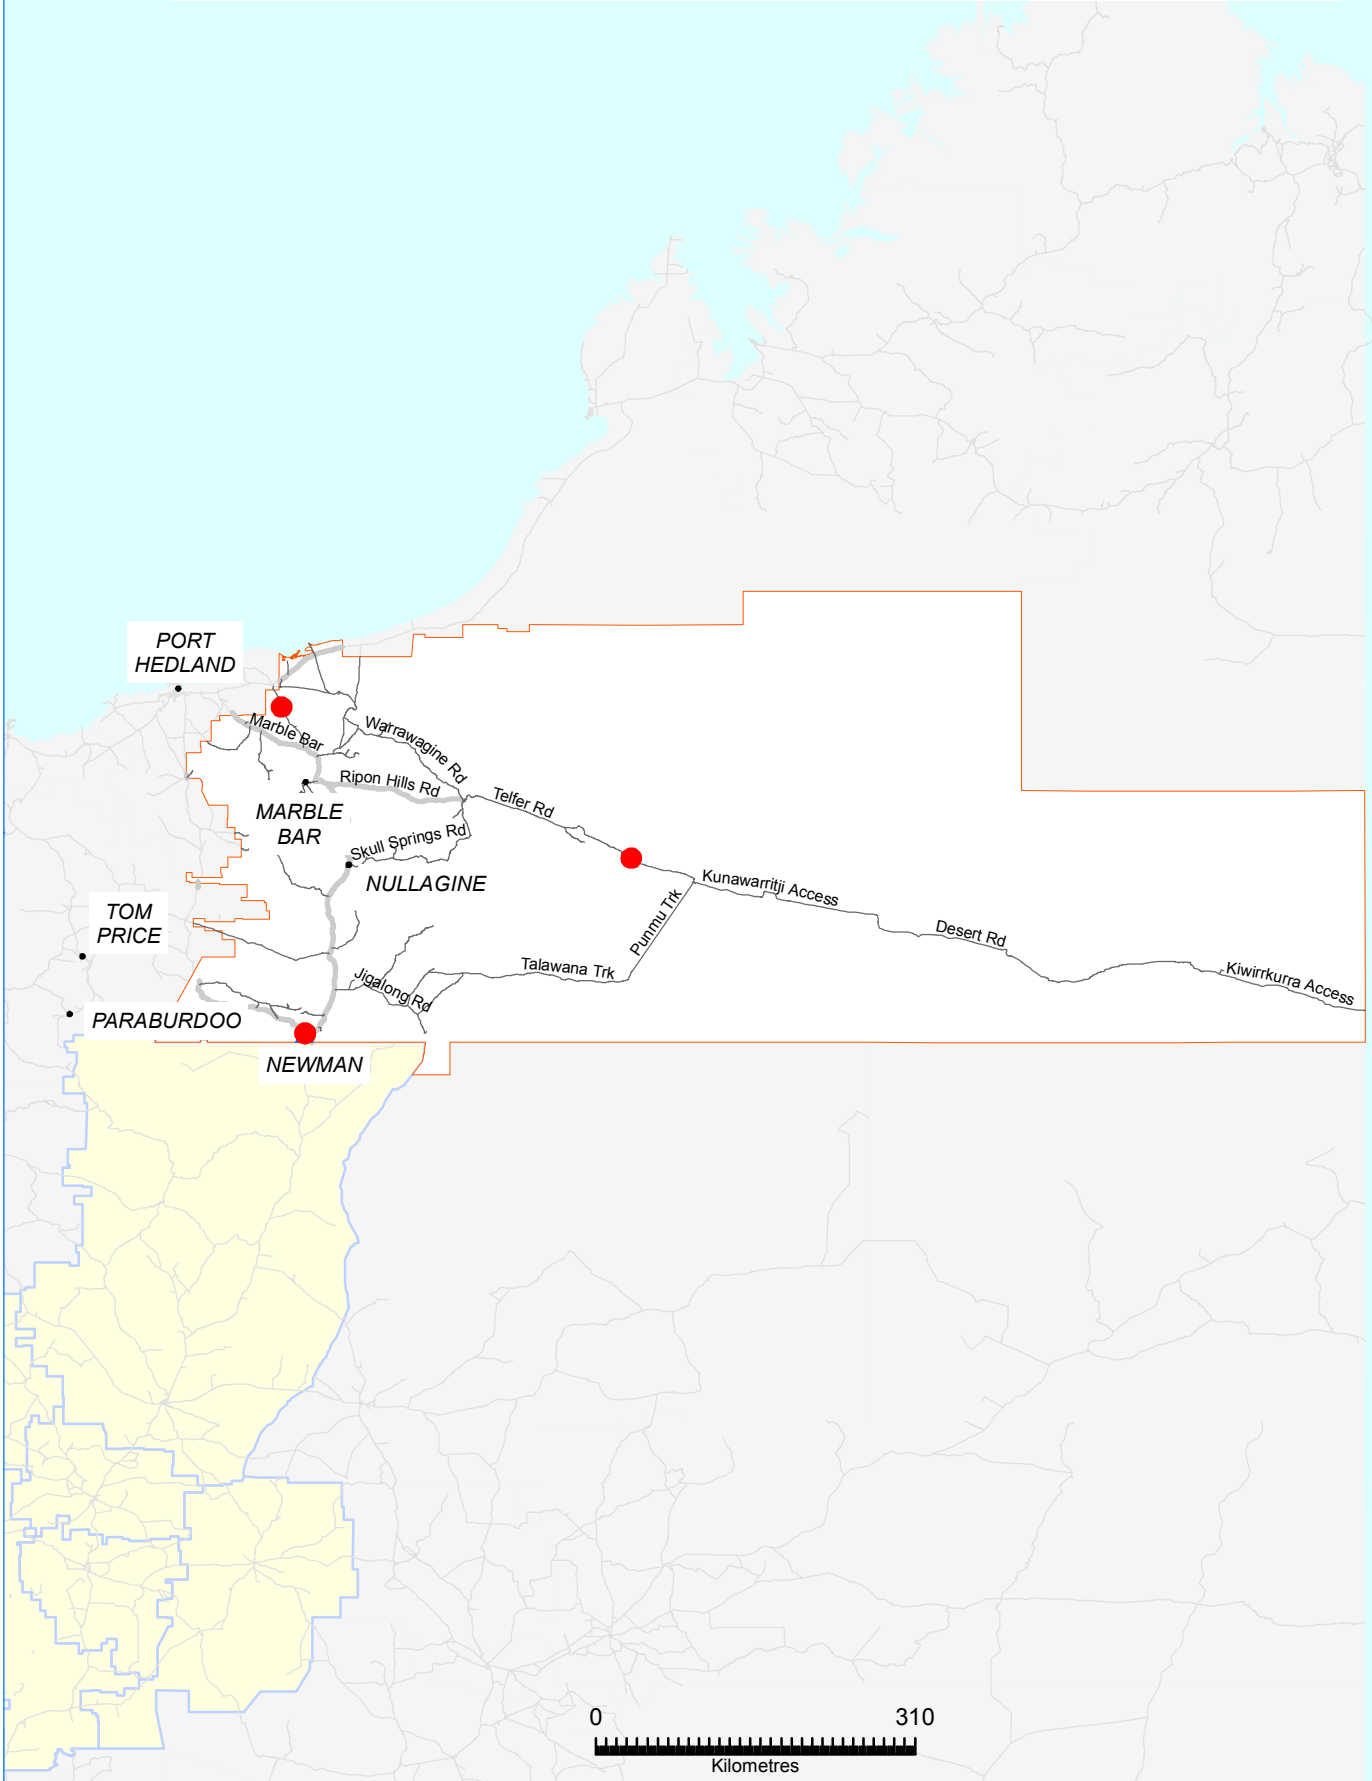 PORT
HEDLAND
Marble Bar
Warrawagine Rd
Ripon Hills Rd
Telfer Rd
MARBLE
BAR
Skull Springs Rd
NULLAGINE
Kunawarritji Access
TOM
PRICE
Punmu Trk
Desert Rd
Talawana Trk
Jigalong Rd
Kiwirrkurra Access
PARABURDOO
NEWMAN
0 310
Kilometres